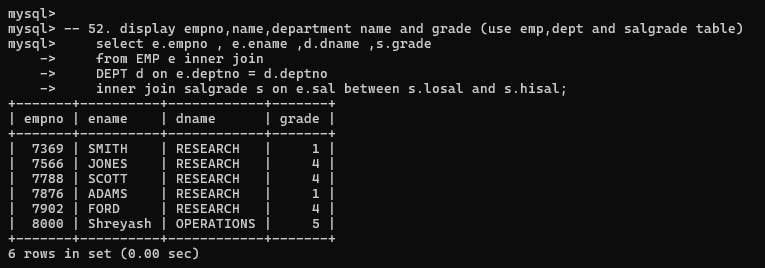 mysql>
mysql> -- 52. display empno,name,department name and grade (use emp,dept and salgrade table)
mysql>     select e.empno , e.ename ,d.dname ,s.grade
    ->     from EMP e inner join
    ->     DEPT d on e.deptno = d.deptno
    ->     inner join salgrade s on e.sal between s.losal and s.hisal;
+-------+----------+------------+-------+
| empno | ename    | dname      | grade |
+-------+----------+------------+-------+
|  7369 | SMITH    | RESEARCH   |     1 |
|  7566 | JONES    | RESEARCH   |     4 |
|  7788 | SCOTT    | RESEARCH   |     4 |
|  7876 | ADAMS    | RESEARCH   |     1 |
|  7902 | FORD     | RESEARCH   |     4 |
|  8000 | Shreyash | OPERATIONS |     5 |
+-------+----------+------------+-------+
6 rows in set (0.00 sec)